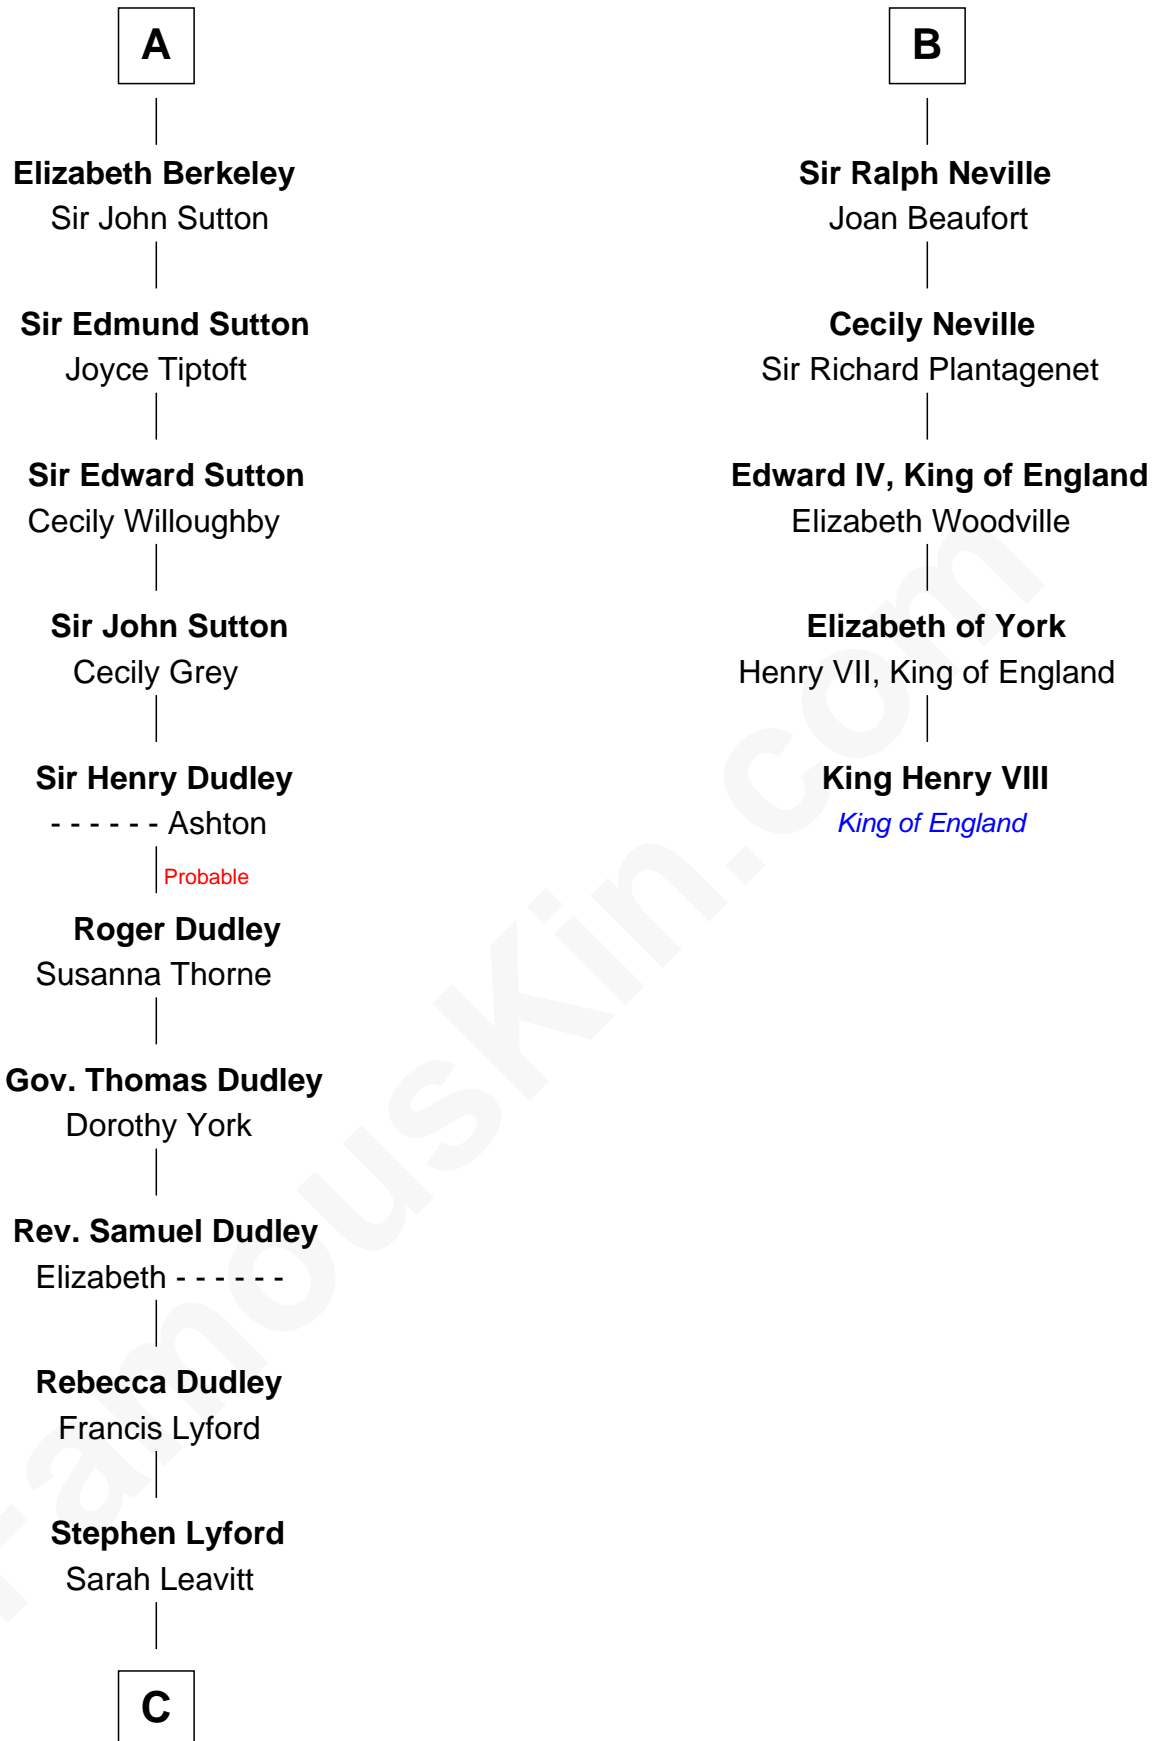 A
Elizabeth Berkeley
Sir John Sutton
Sir Edmund Sutton
Joyce Tiptoft
Sir Edward Sutton
Cecily Willoughby
Sir John Sutton
Cecily Grey
Sir Henry Dudley
- - - - - - Ashton
Probable
Roger Dudley
Susanna Thorne
Gov. Thomas Dudley
Dorothy York
Rev. Samuel Dudley
Elizabeth - - - - - -
Rebecca Dudley
Francis Lyford
Stephen Lyford
Sarah Leavitt
C
B
Sir Ralph Neville
Joan Beaufort
Cecily Neville
Sir Richard Plantagenet
Edward IV, King of England
Elizabeth Woodville
Elizabeth of York
Henry VII, King of England
King Henry VIII
King of England
FamousKin.com